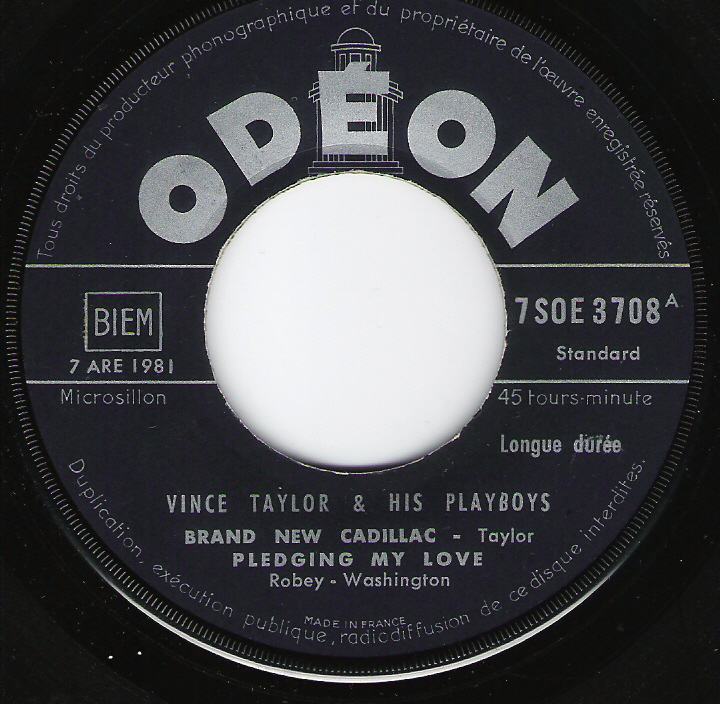 Tous droits du producteur phonographique et du propriétaire de l'œuvre enregistrée réservés
ODÉON
BIEM
7 ARE 1981
7 SOE 3708 A
Standard
Microsillon
45 tours-minute
Longue durée
VINCE TAYLOR & HIS PLAYBOYS
BRAND NEW CADILLAC - Taylor
PLEDGING MY LOVE
Robey - Washington
MADE IN FRANCE
Duplication, exécution publique, radiodiffusion de ce disque interdites.